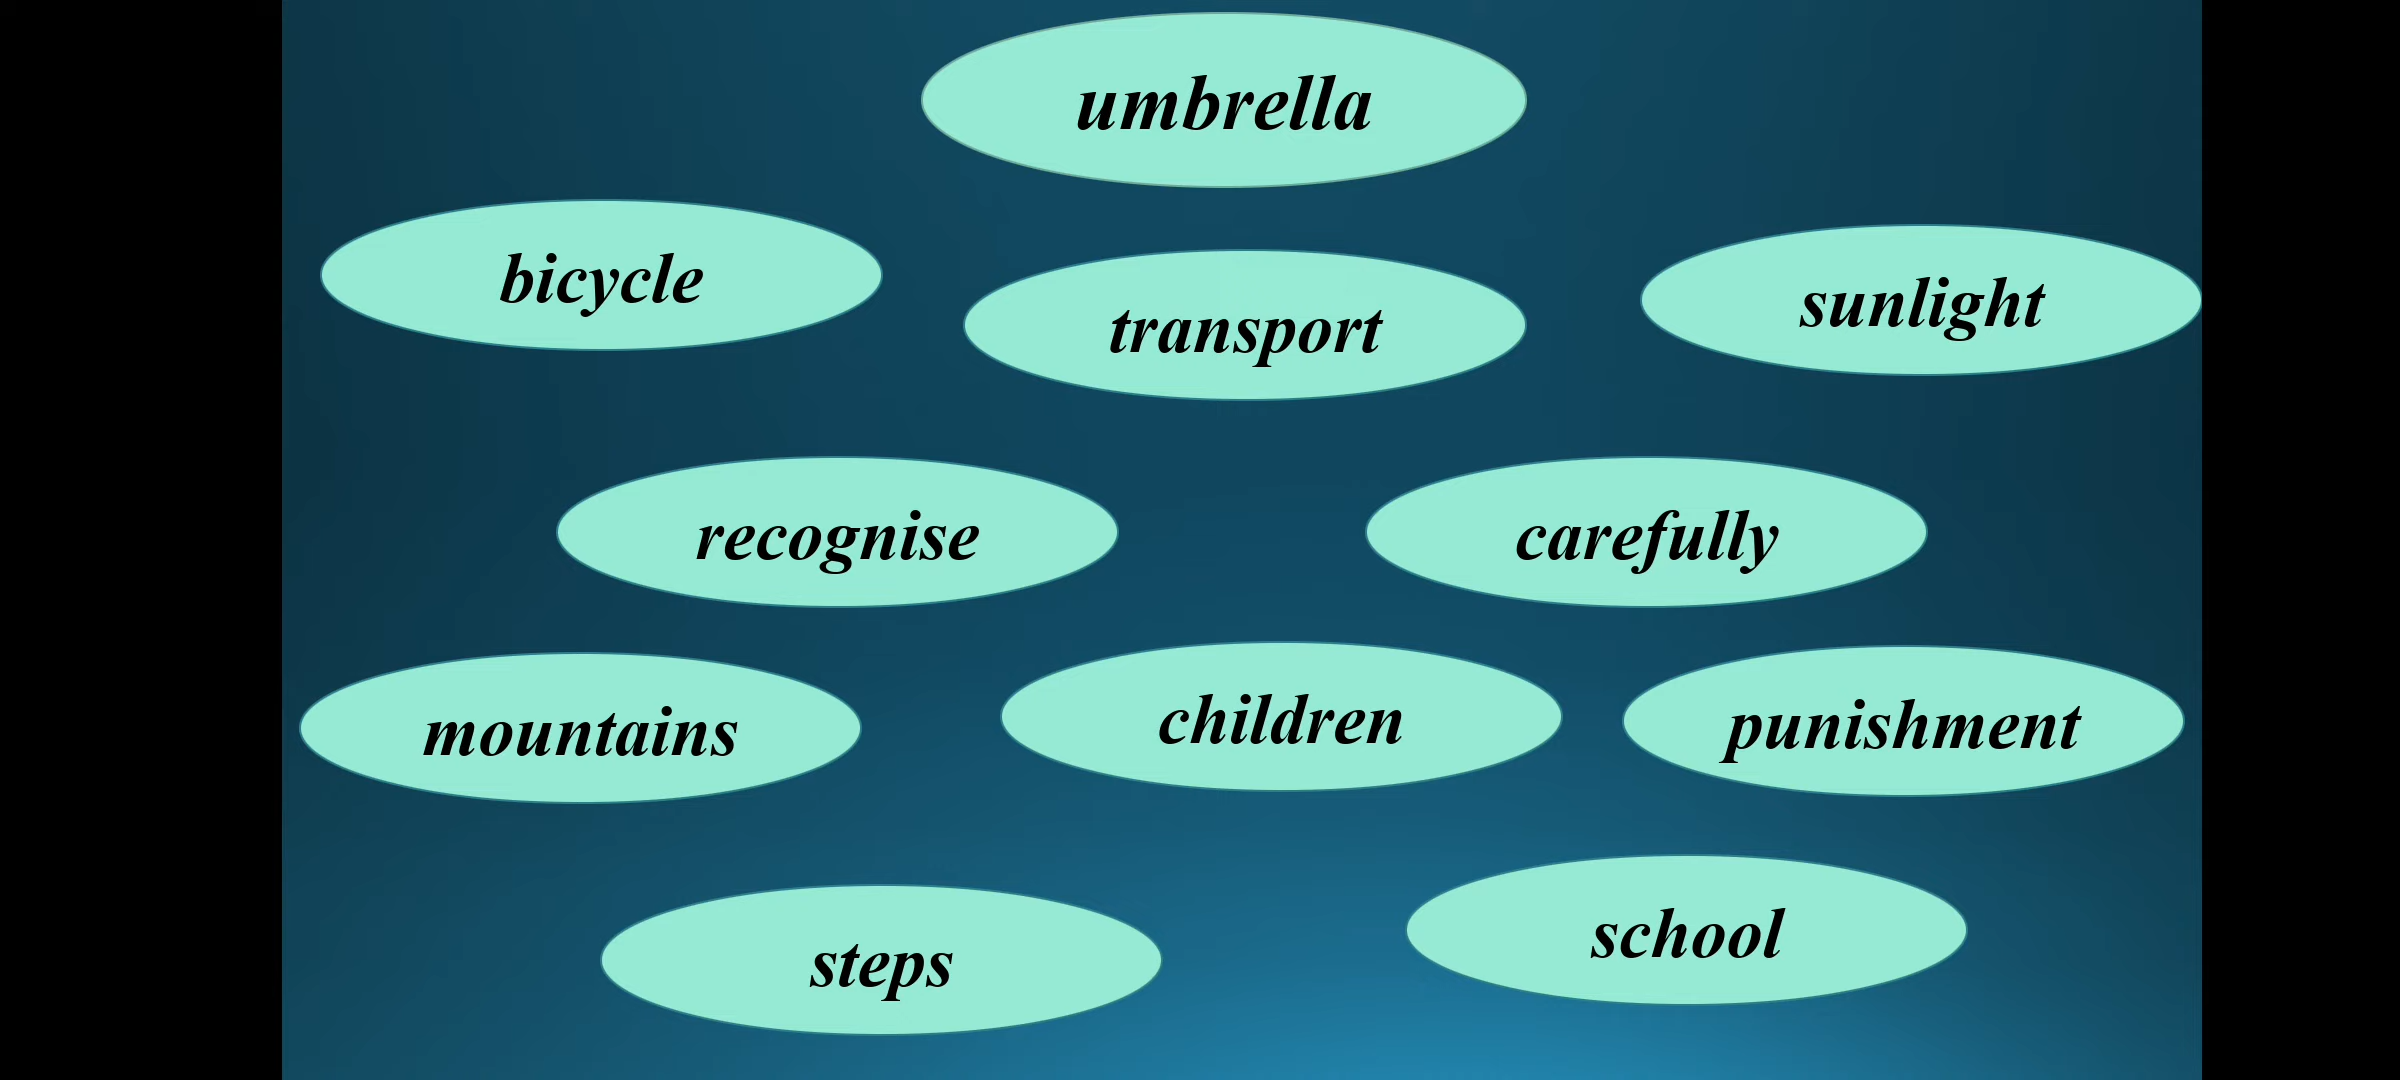 umbrella
bicycle
transport
sunlight
recognise
carefully
mountains
children
punishment
steps
school